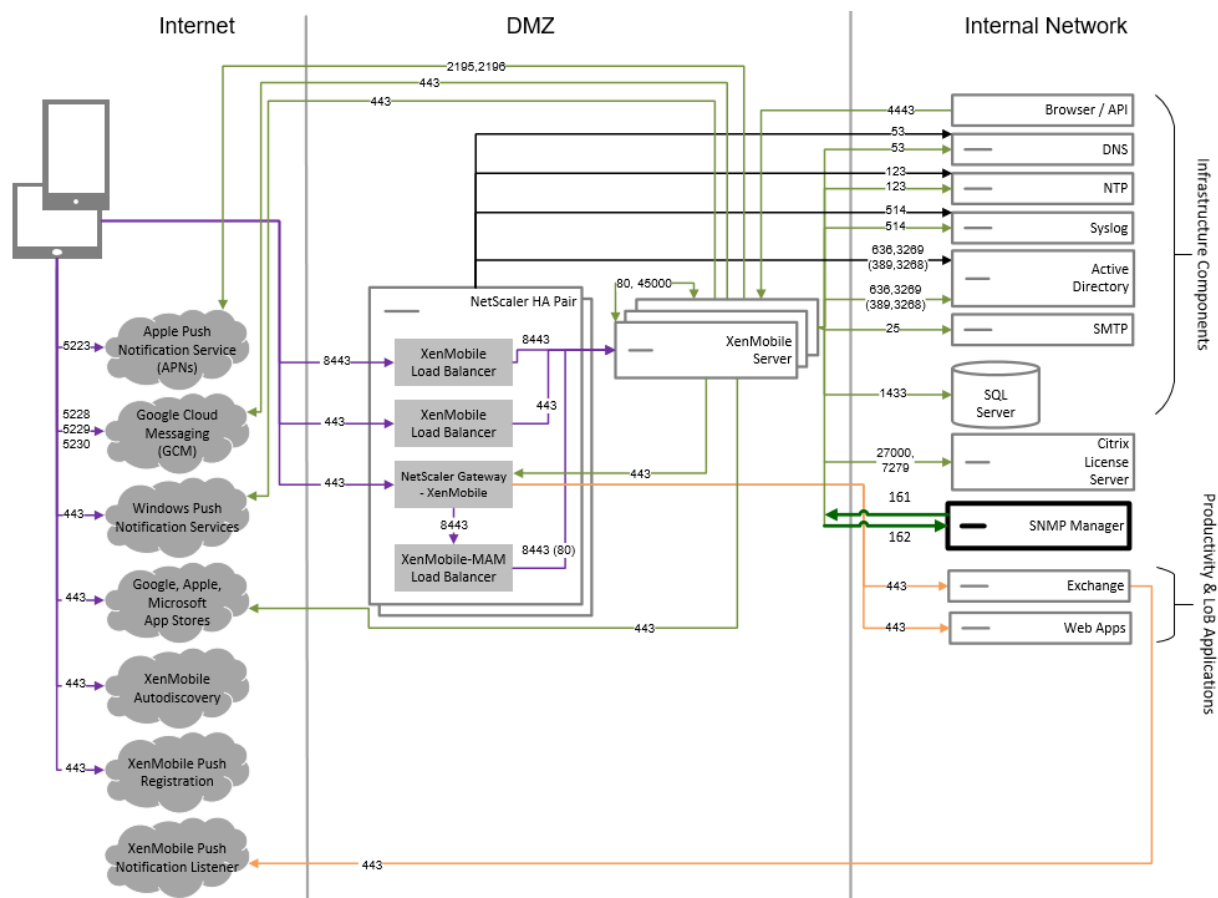 Internet
DMZ
Internal Network
2195,2196
443
443
4443
Browser / API
53
53
DNS
123
123
NTP
514
514
Syslog
636,3269
(389,3268)
636,3269
(389,3268)
Active
Directory
25
SMTP
1433
SQL
Server
27000,
7279
Citrix
License
Server
161
162
SNMP Manager
443
Exchange
443
Web Apps
Infrastructure Components
Productivity & LoB Applications
NetScaler HA Pair
80, 45000
XenMobile
Server
8443
XenMobile
Load Balancer
8443
443
XenMobile
Load Balancer
443
443
NetScaler Gateway
- XenMobile
443
8443
XenMobile-MAM
Load Balancer
8443 (80)
443
5223
Apple Push
Notification Service
(APNs)
5228
5229
5230
Google Cloud
Messaging
(GCM)
443
Windows Push
Notification Services
443
Google, Apple,
Microsoft
App Stores
443
XenMobile
Autodiscovery
443
XenMobile Push
Registration
XenMobile Push
Notification Listener
443